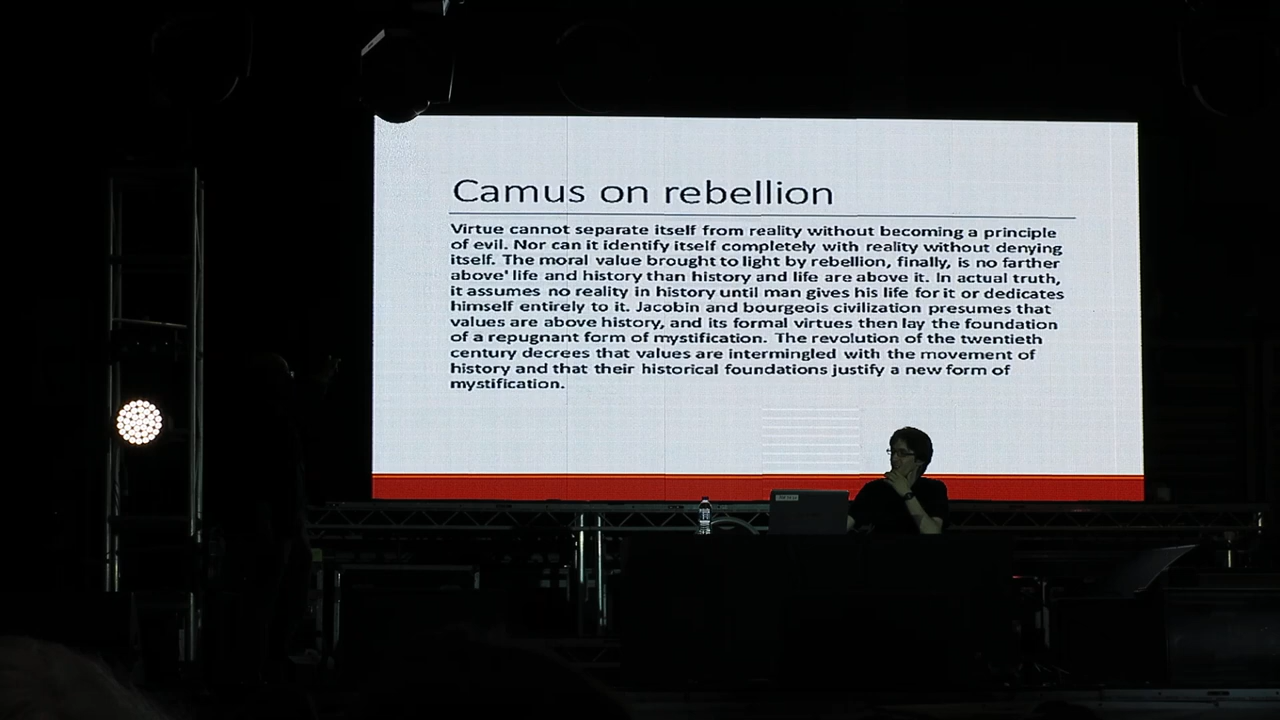 Camus on rebellion
Virtue cannot separate itself from reality without becoming a principle
of evil. Nor can it identify itself completely with reality without denying
itself. The moral value brought to light by rebellion, finally, is no farther
above' life and history than history and life are above it. In actual truth,
it assumes no reality in history until man gives his life for it or dedicates
himself entirely to it. Jacobin and bourgeois civilization presumes that
values are above history, and its formal virtues then lay the foundation
of a repugnant form of mystification. The revolution of the twentieth
century decrees that values are intermingled with the movement of
history and that their historical foundations justify a new form of
mystification.